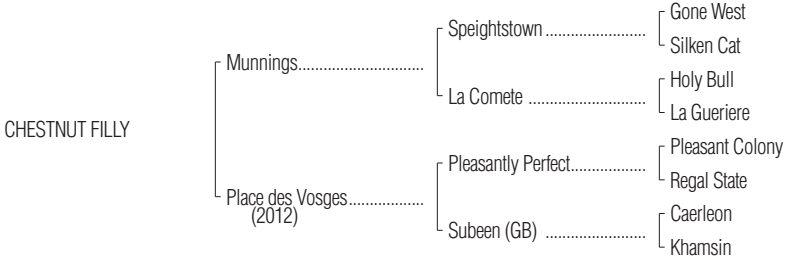 Gone West
Speightstown ........................
Silken Cat
Munnings..............................
Holy Bull
La Comete ............................
La Gueriere
CHESTNUT FILLY
Pleasant Colony
Pleasantly Perfect..................
Regal State
Place des Vosges..................
(2012)
Caerleon
Subeen (GB) ........................
Khamsin